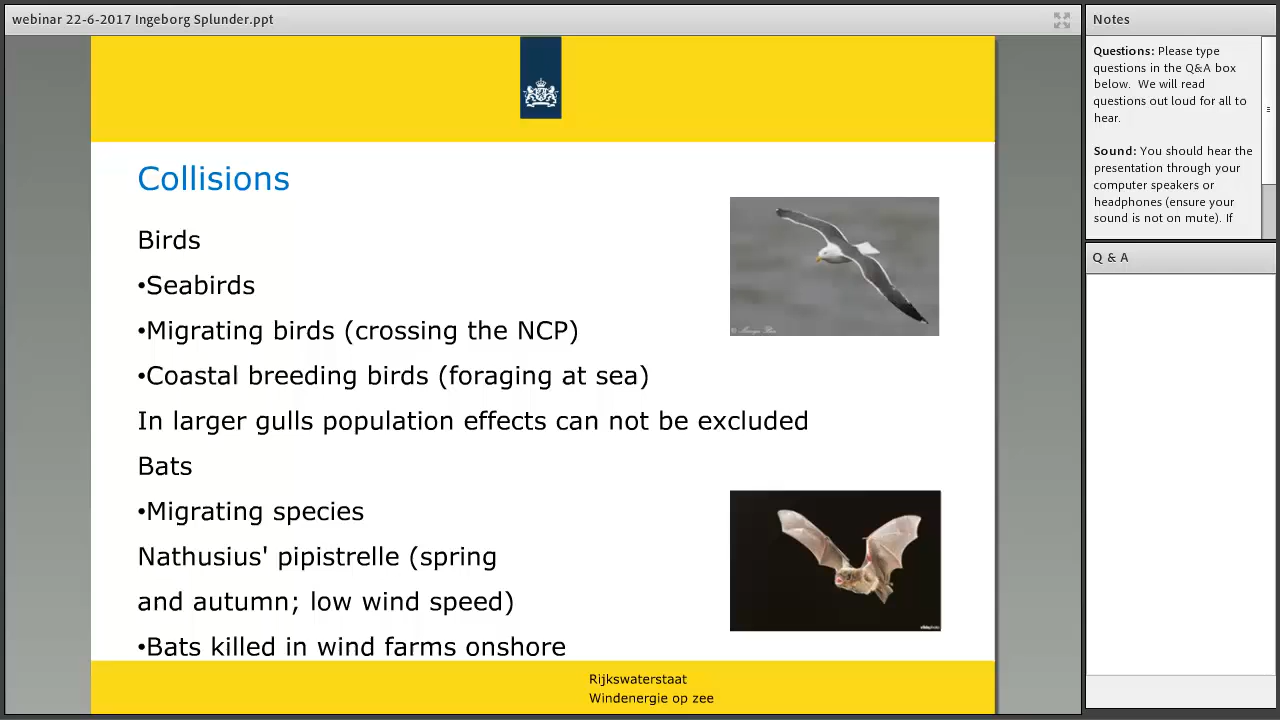 webinar 22-6-2017 Ingeborg Splunder.ppt
Collisions
Birds
•Seabirds
•Migrating birds (crossing the NCP)
•Coastal breeding birds (foraging at sea)
In larger gulls population effects can not be excluded
Bats
•Migrating species
Nathusius' pipistrelle (spring
and autumn; low wind speed)
•Bats killed in wind farms onshore
Rijkswaterstaat
Windenergie op zee
Notes
Questions: Please type
questions in the Q&A box
below.  We will read
questions out loud for all to
hear.
Sound: You should hear the
presentation through your
computer speakers or
headphones (ensure your
sound is not on mute). If
Q & A